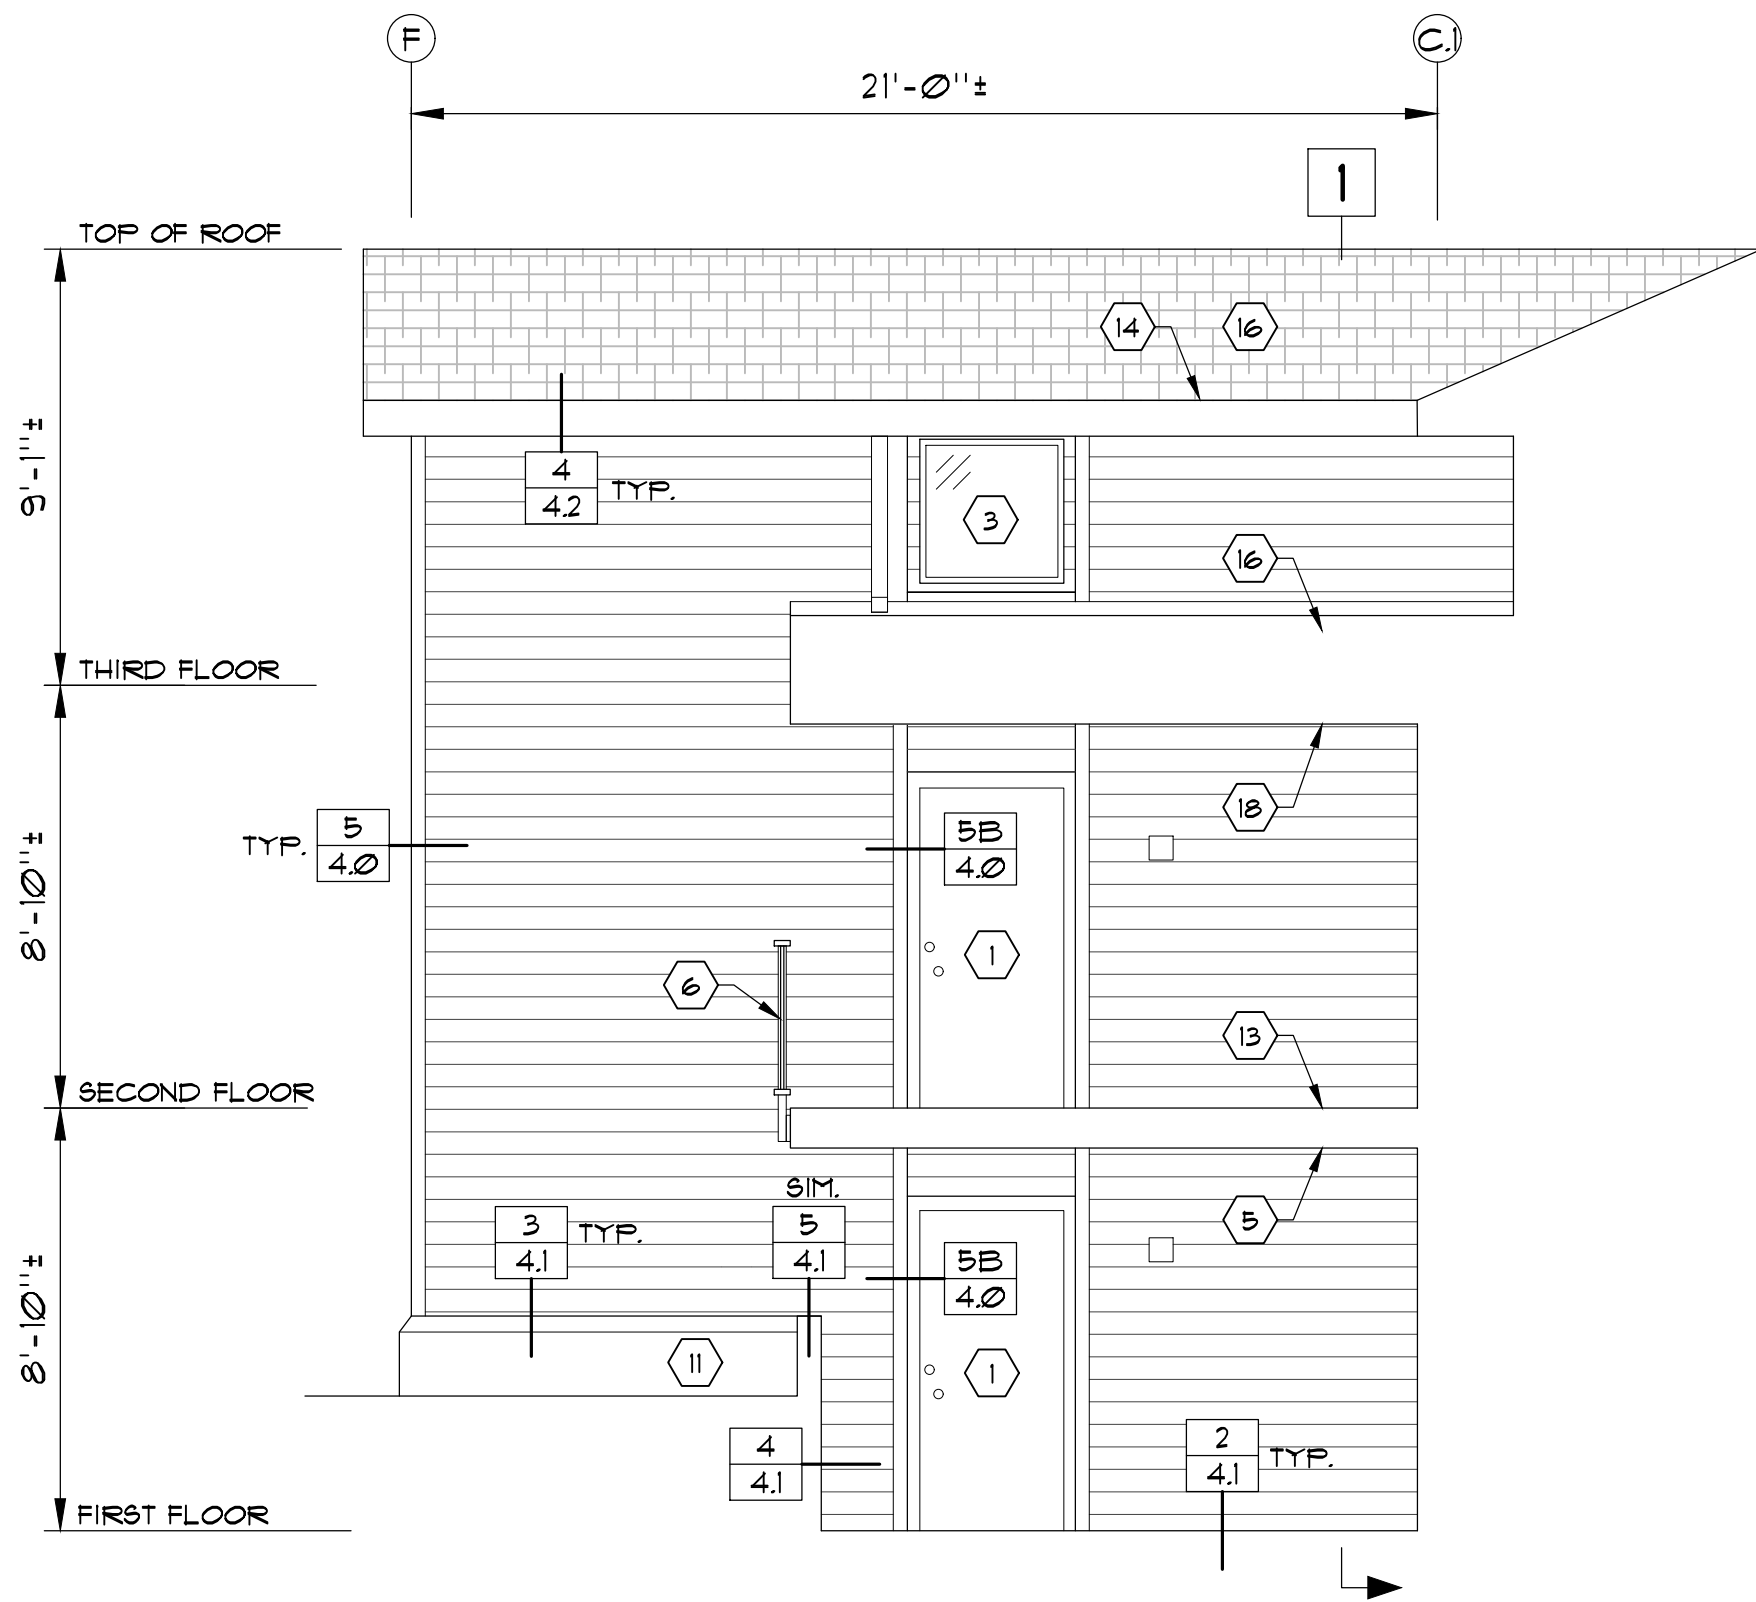 F
C.1
21'-0"±
1
TOP OF ROOF
14
16
9'-1"±
4
4.2
TYP.
3
16
THIRD FLOOR
18
TYP.
5
4.0
5B
4.0
8'-10"±
1
6
13
SECOND FLOOR
SIM.
3
4.1
TYP.
5
4.1
5
5B
4.0
8'-10"±
11
1
4
4.1
2
4.1
TYP.
FIRST FLOOR